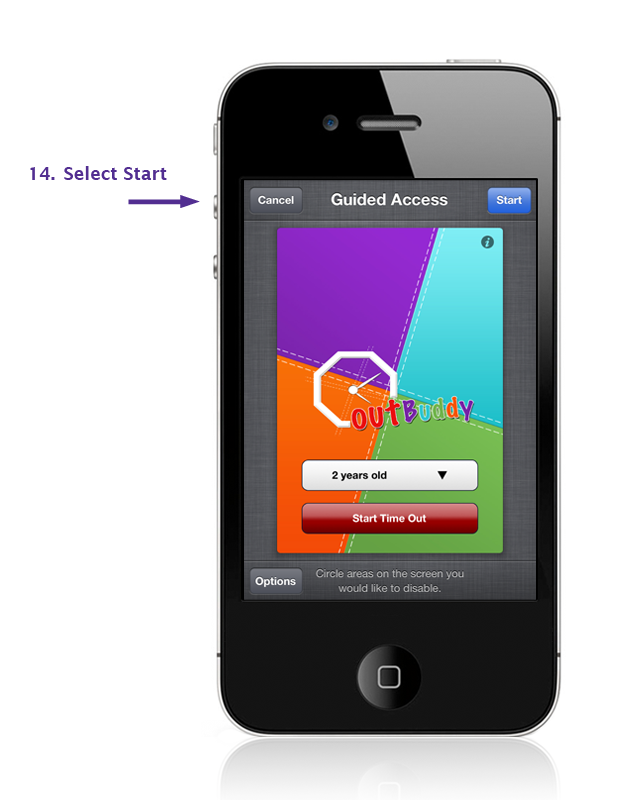 14. Select Start
Cancel
Guided Access
Start
i
outBuddy
2 years old
Start Time Out
Options
Circle areas on the screen you
would like to disable.